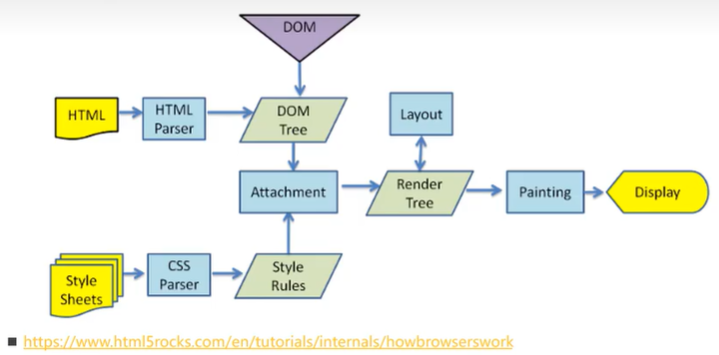 DOM
HTML
HTML
Parser
DOM
Tree
Layout
Attachment
Render
Tree
Painting
Display
Style
Sheets
CSS
Parser
Style
Rules
https://www.html5rocks.com/en/tutorials/internals/howbrowserswork